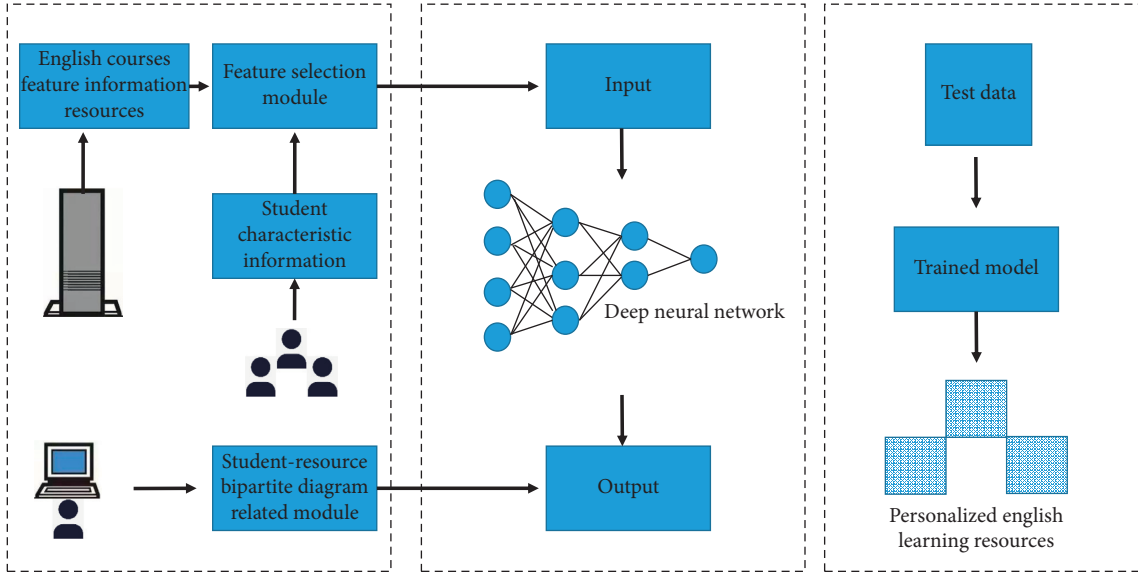 English courses
feature information
resources
Feature selection
module
Student
characteristic
information
Student-resource
bipartite diagram
related module
Input
Deep neural network
Output
Test data
Trained model
Personalized english
learning resources